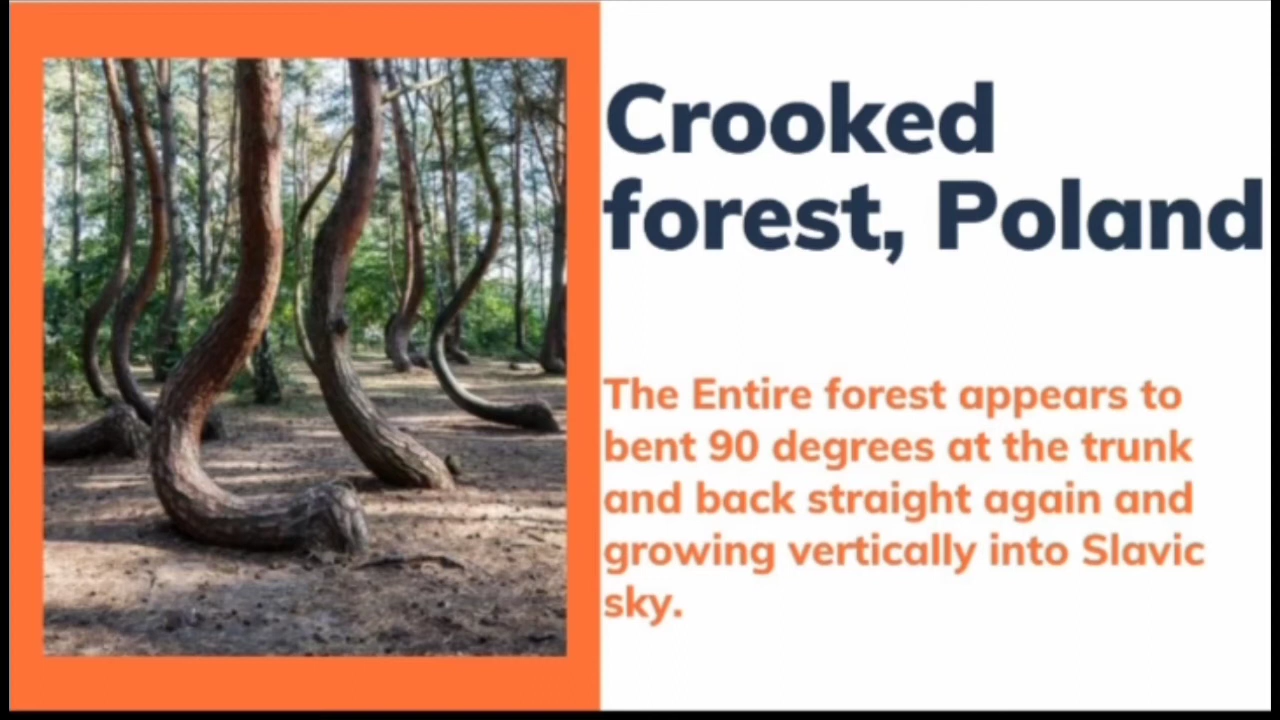 Crooked
forest, Poland
The Entire forest appears to
bent 90 degrees at the trunk
and back straight again and
growing vertically into Slavic
sky.